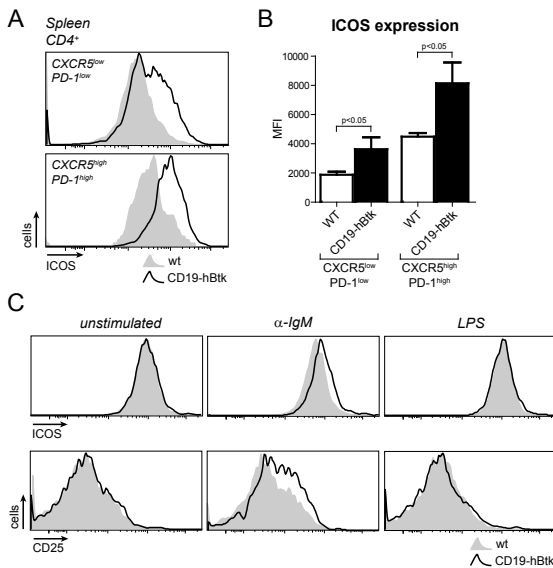 A
Spleen
CD4⁺
CXCR5ˡᵒʷ
PD-1ˡᵒʷ
CXCR5ʰⁱᵍʰ
PD-1ʰⁱᵍʰ
cells
ICOS
wt
CD19-hBtk
B
ICOS expression
MFI
10000
8000
6000
4000
2000
0
p<0.05
p<0.05
WT
CD19-hBtk
WT
CD19-hBtk
CXCR5ˡᵒʷ
PD-1ˡᵒʷ
CXCR5ʰⁱᵍʰ
PD-1ʰⁱᵍʰ
C
unstimulated
α-IgM
LPS
ICOS
cells
CD25
wt
CD19-hBtk